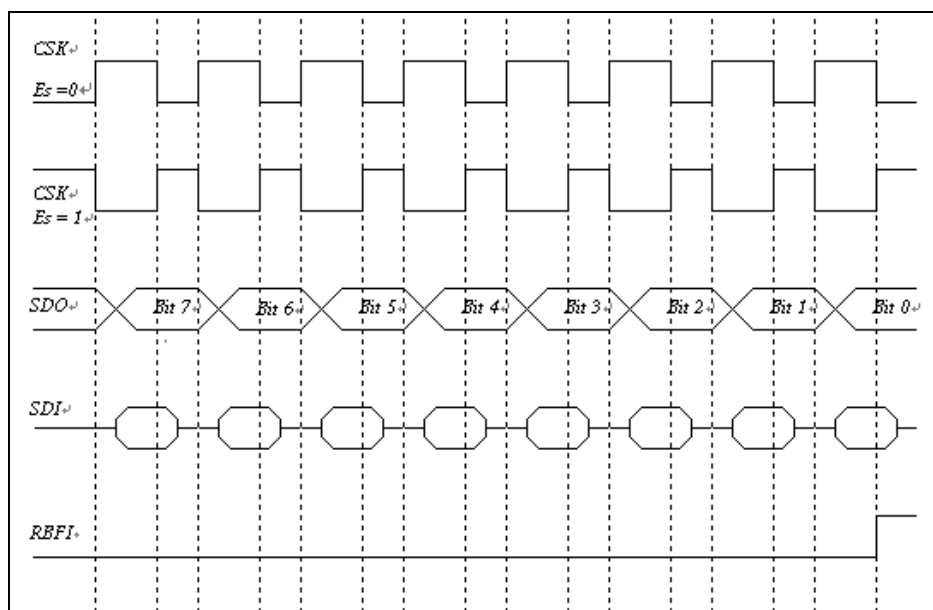 CSK
Es =0
CSK
Es = 1
SDO Bit 7 Bit 6 Bit 5 Bit 4 Bit 3 Bit 2 Bit 1 Bit 0
SDI
RBFI